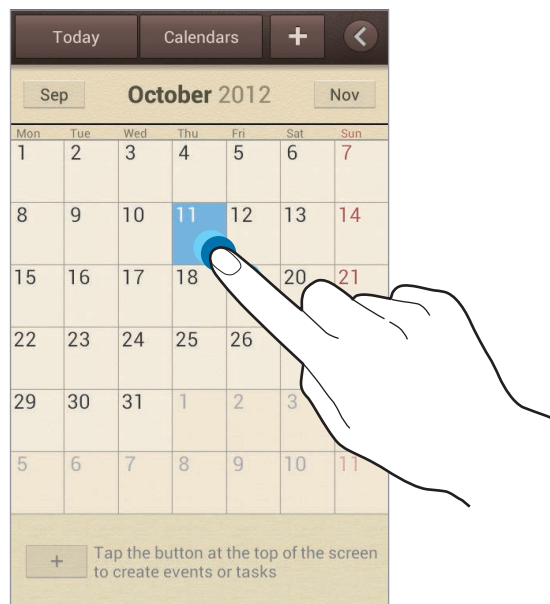 Today Calendars +
Sep October 2012 Nov
Mon Tue Wed Thu Fri Sat Sun
1 2 3 4 5 6 7
8 9 10 11 12 13 14
15 16 17 18 20 21
22 23 24 25 26
29 30 31 1 2 3
5 6 7 8 9 10 11
+ Tap the button at the top of the screen
to create events or tasks